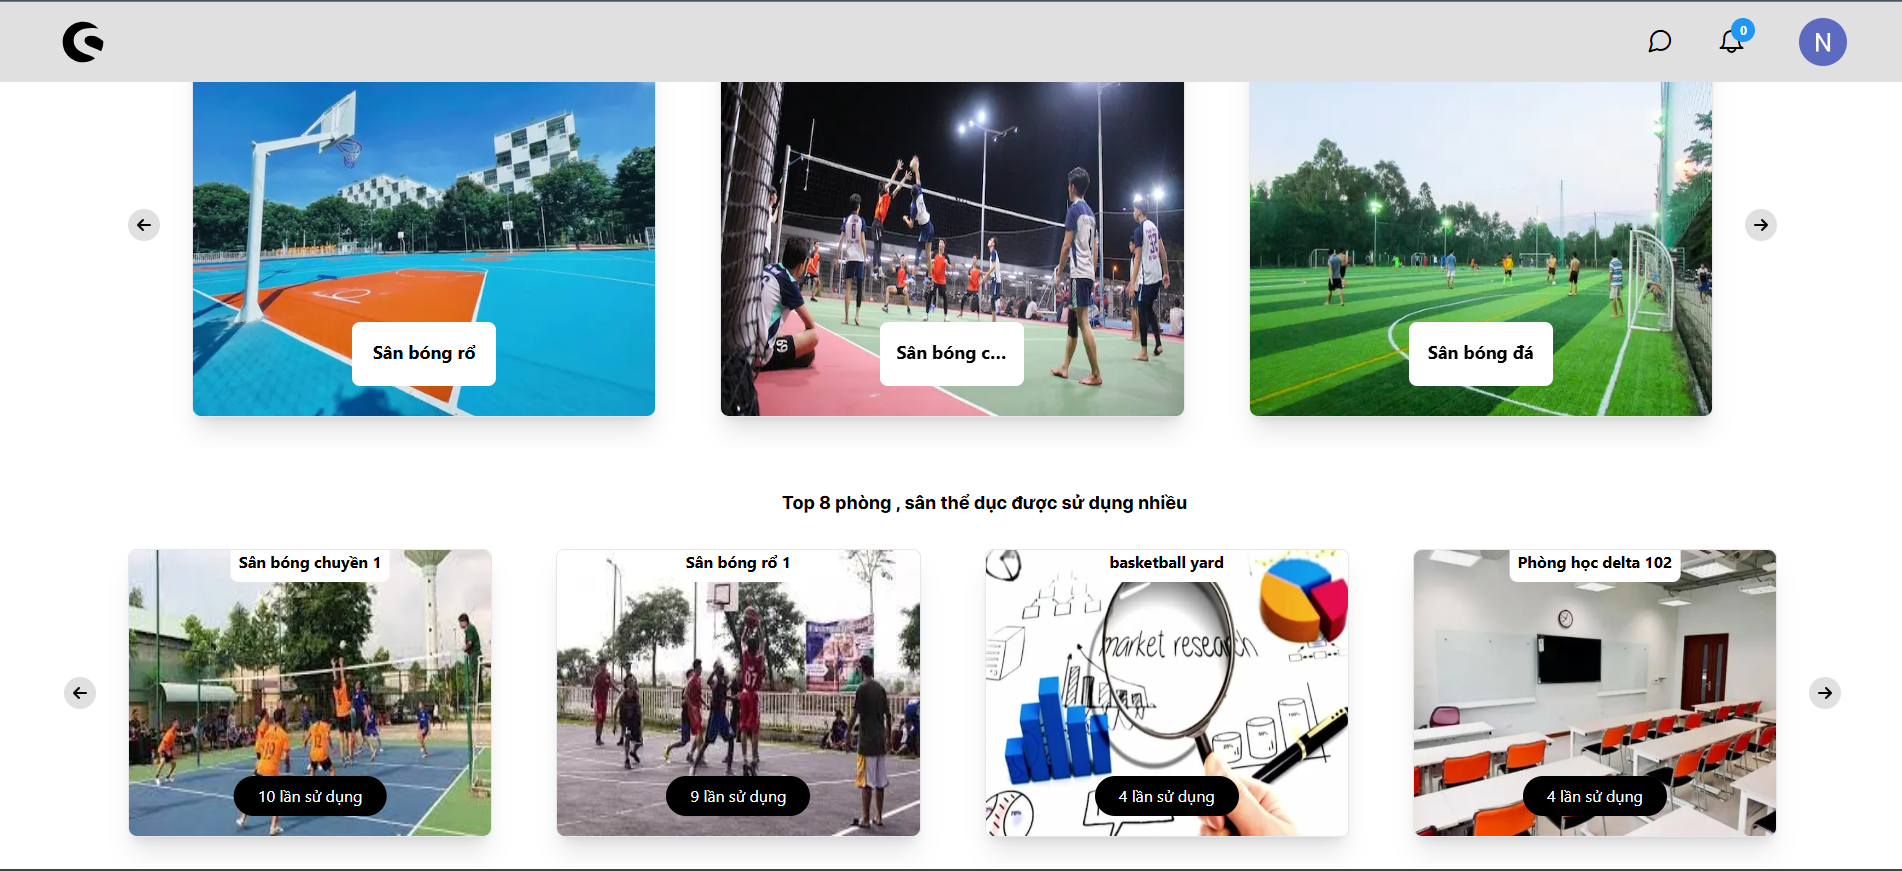 0
N
Sân bóng rổ
Sân bóng c...
Sân bóng đá
Top 8 phòng , sân thể dục được sử dụng nhiều
Sân bóng chuyền 1
Sân bóng rổ 1
basketball yard
Phòng học delta 102
market research
10 lần sử dụng
9 lần sử dụng
4 lần sử dụng
4 lần sử dụng